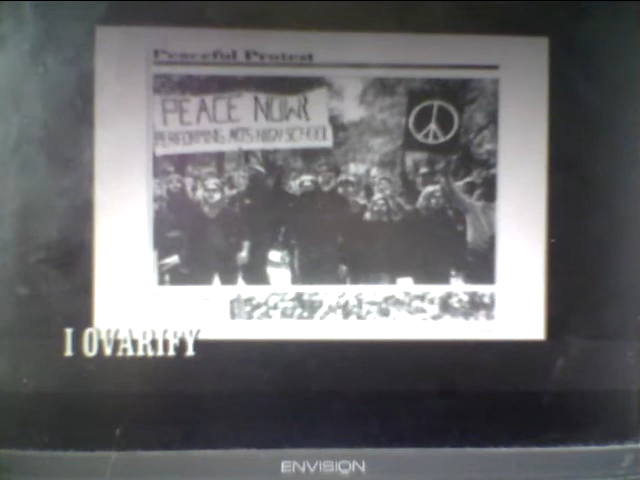 Peaceful Protest
PEACE NOW!
PERFORMING ARTS HIGH SCHOOL
I OVARIFY
ENVISION